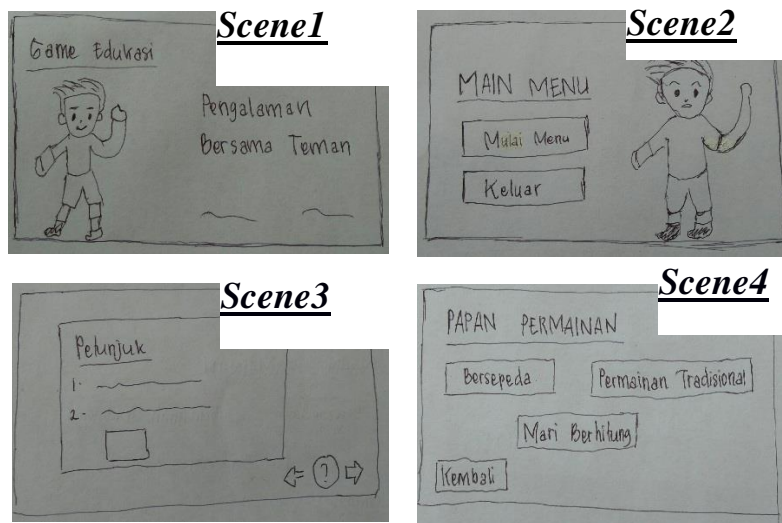 Scene1
Game Edukasi
Pengalaman
Bersama Teman
Scene2
MAIN MENU
Mulai Menu
Keluar
Scene3
Petunjuk
1.
2.
?
Scene4
PAPAN PERMAINAN
Bersepeda
Permainan Tradisional
Mari Berhitung
Kembali